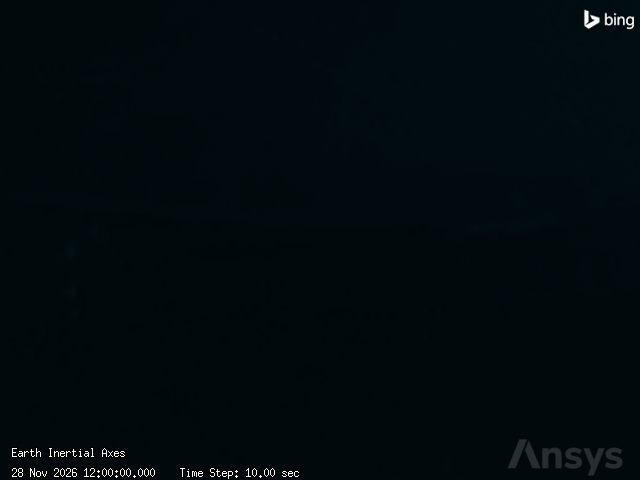 bing
Earth Inertial Axes
28 Nov 2026 12:00:00.000 Time Step: 10.00 sec
Ansys